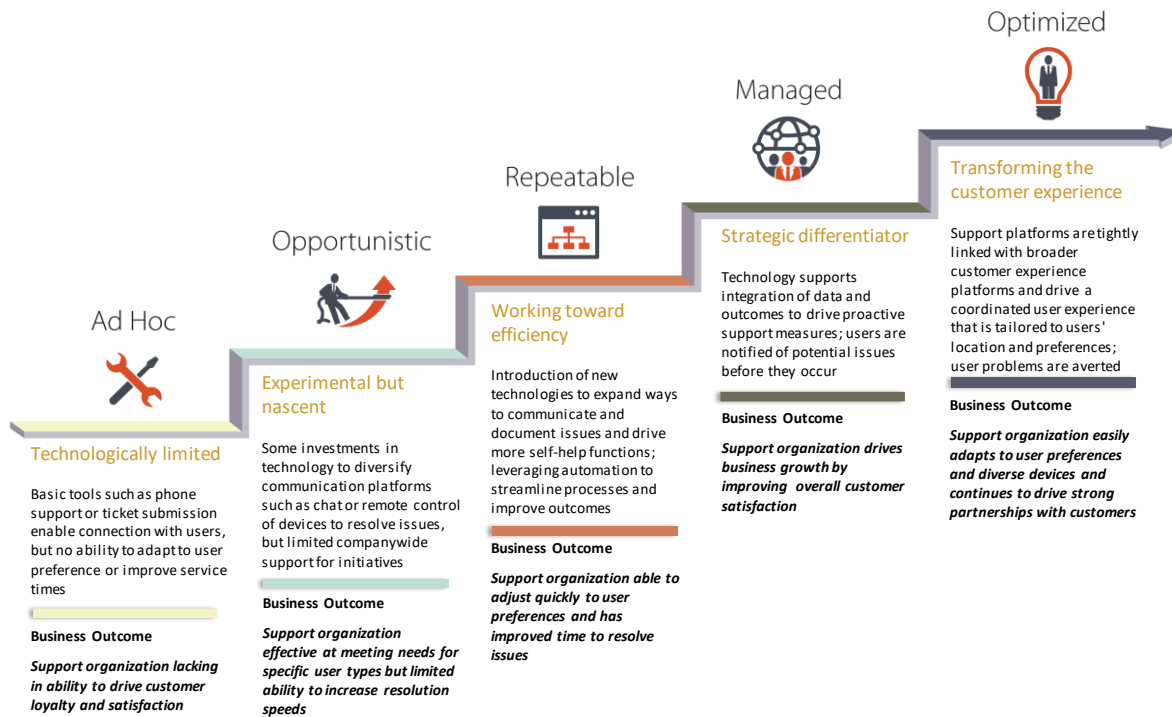 Ad Hoc
Technologically limited
Basic tools such as phone
support or ticket submission
enable connection with users,
but no ability to adapt to user
preference or improve service
times
Business Outcome
Support organization lacking
in ability to drive customer
loyalty and satisfaction
Opportunistic
Experimental but
nascent
Some investments in
technology to diversify
communication platforms
such as chat or remote control
of devices to resolve issues,
but limited companywide
support for initiatives
Business Outcome
Support organization
effective at meeting needs for
specific user types but limited
ability to increase resolution
speeds
Repeatable
Working toward
efficiency
Introduction of new
technologies to expand ways
to communicate and
document issues and drive
more self-help functions;
leveraging automation to
streamline processes and
improve outcomes
Business Outcome
Support organization able to
adjust quickly to user
preferences and has
improved time to resolve
issues
Managed
Strategic differentiator
Technology supports
integration of data and
outcomes to drive proactive
support measures; users are
notified of potential issues
before they occur
Business Outcome
Support organization drives
business growth by
improving overall customer
satisfaction
Optimized
Transforming the
customer experience
Support platforms are tightly
linked with broader
customer experience
platforms and drive a
coordinated user experience
that is tailored to users'
location and preferences;
user problems are averted
Business Outcome
Support organization easily
adapts to user preferences
and diverse devices and
continues to drive strong
partnerships with customers